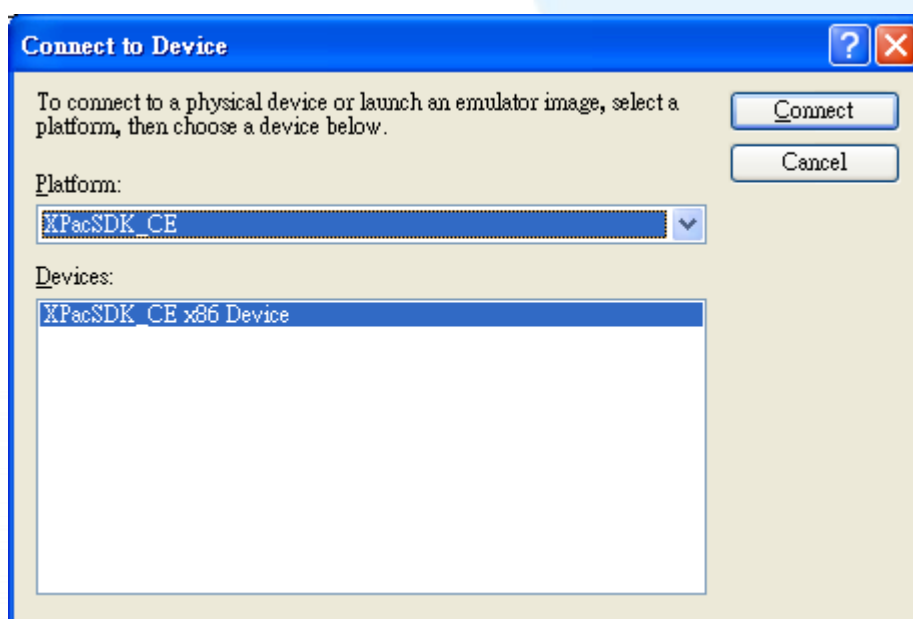 Connect to Device
To connect to a physical device or launch an emulator image, select a
platform, then choose a device below.
Connect
Cancel
Platform:
XPacSDK_CE
Devices:
XPacSDK_CE x86 Device